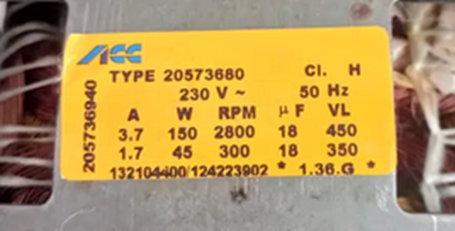 ACC
TYPE 20573680 Cl. H
230 V ~ 50 Hz
A W RPM µF VL
3.7 150 2800 18 450
1.7 45 300 18 350
132104400/124223902 * 1.36.G *
205736940